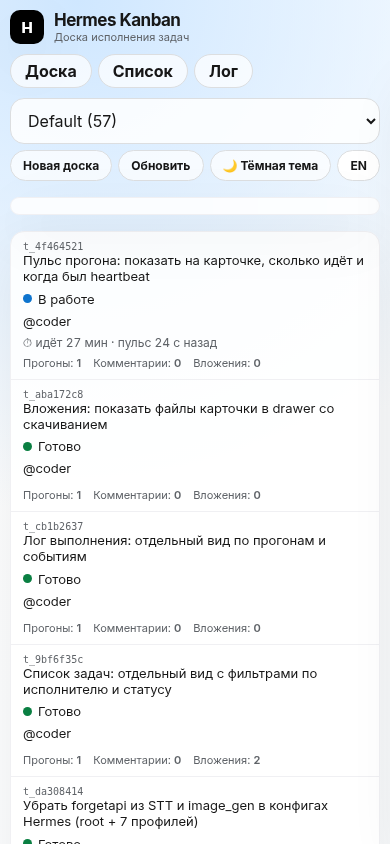 H
Hermes Kanban
Доска исполнения задач
Доска
Список
Лог
Default (57)
Новая доска
Обновить
🌙 Тёмная тема
EN
t_4f464521
Пульс прогона: показать на карточке, сколько идёт и
когда был heartbeat
В работе
@coder
⏱ идёт 27 мин · пульс 24 с назад
Прогоны: 1 Комментарии: 0 Вложения: 0
t_aba172c8
Вложения: показать файлы карточки в drawer со
скачиванием
Готово
@coder
Прогоны: 1 Комментарии: 0 Вложения: 0
t_cb1b2637
Лог выполнения: отдельный вид по прогонам и
событиям
Готово
@coder
Прогоны: 1 Комментарии: 0 Вложения: 0
t_9bf6f35c
Список задач: отдельный вид с фильтрами по
исполнителю и статусу
Готово
@coder
Прогоны: 1 Комментарии: 0 Вложения: 2
t_da308414
Убрать forgetapi из STT и image_gen в конфигах
Hermes (root + 7 профилей)
Готово